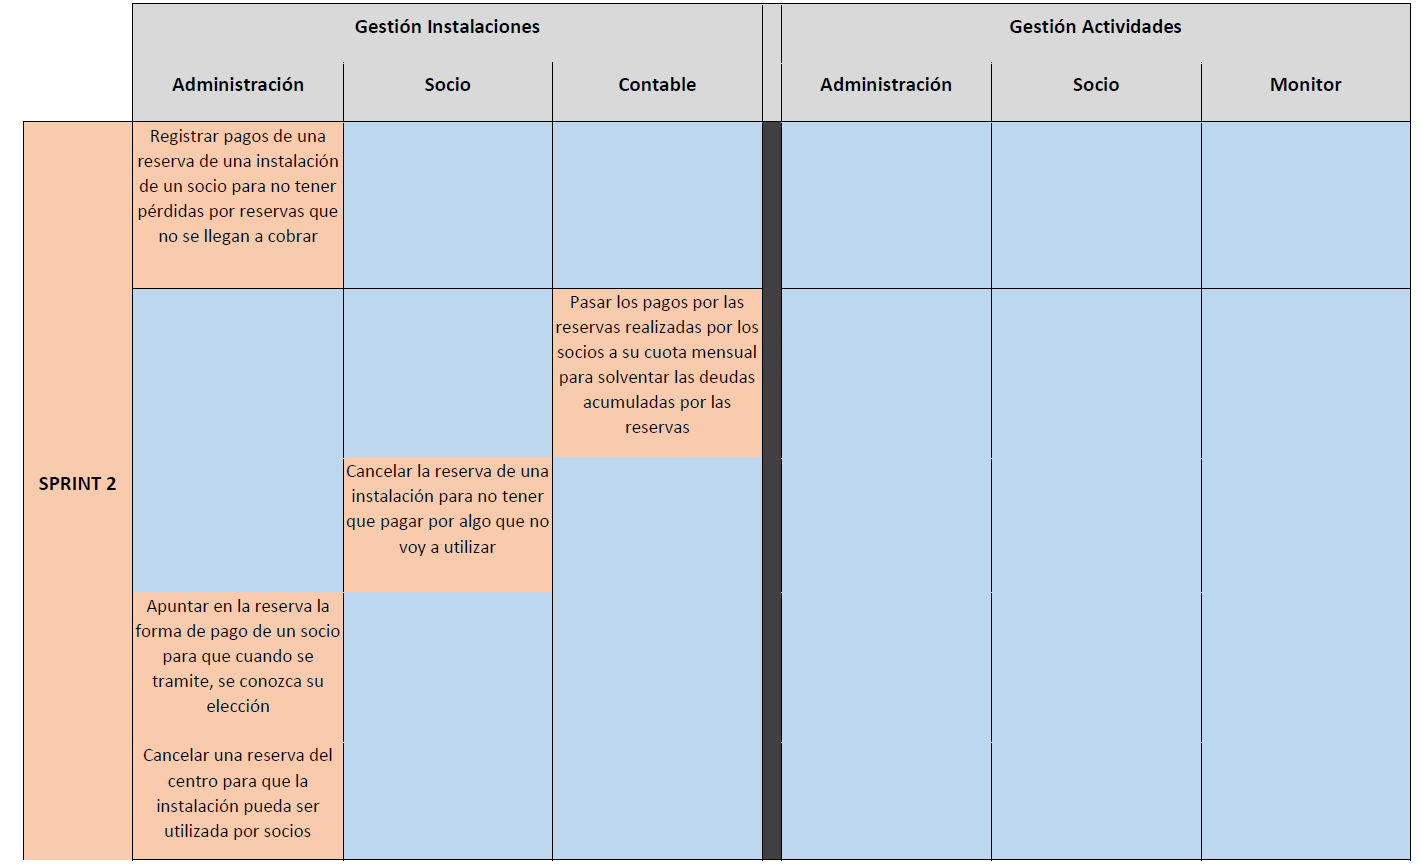 Gestión Instalaciones
Gestión Actividades
Administración
Socio
Contable
Administración
Socio
Monitor
SPRINT 2
Registrar pagos de una
reserva de una instalación
de un socio para no tener
pérdidas por reservas que
no se llegan a cobrar
Pasar los pagos por las
reservas realizadas por los
socios a su cuota mensual
para solventar las deudas
acumuladas por las
reservas
Cancelar la reserva de una
instalación para no tener
que pagar por algo que no
voy a utilizar
Apuntar en la reserva la
forma de pago de un socio
para que cuando se
tramite, se conozca su
elección
Cancelar una reserva del
centro para que la
instalación pueda ser
utilizada por socios